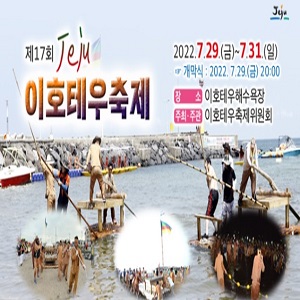 Jeju
제17회 Jeju
이호테우축제
2022.7.29.(금)~7.31.(일)
개막식 : 2022. 7.29.(금) 20:00
장 소 이호테우해수욕장
주최·주관 이호테우축제위원회